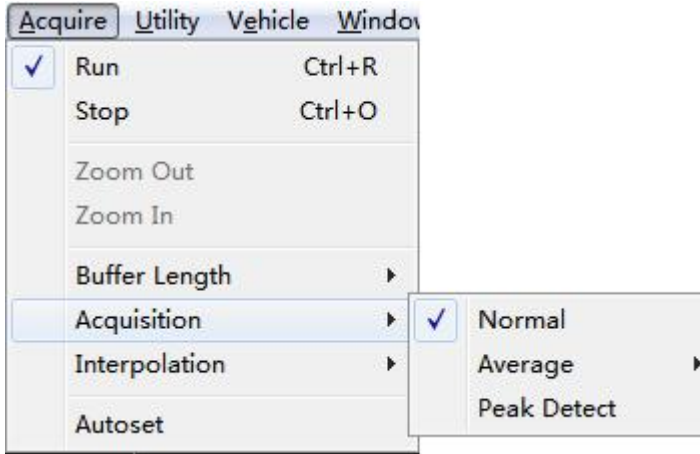 Acquire Utility Vehicle Windo
Run Ctrl+R
Stop Ctrl+O
Zoom Out
Zoom In
Buffer Length
Acquisition
Normal
Interpolation
Average
Peak Detect
Autoset